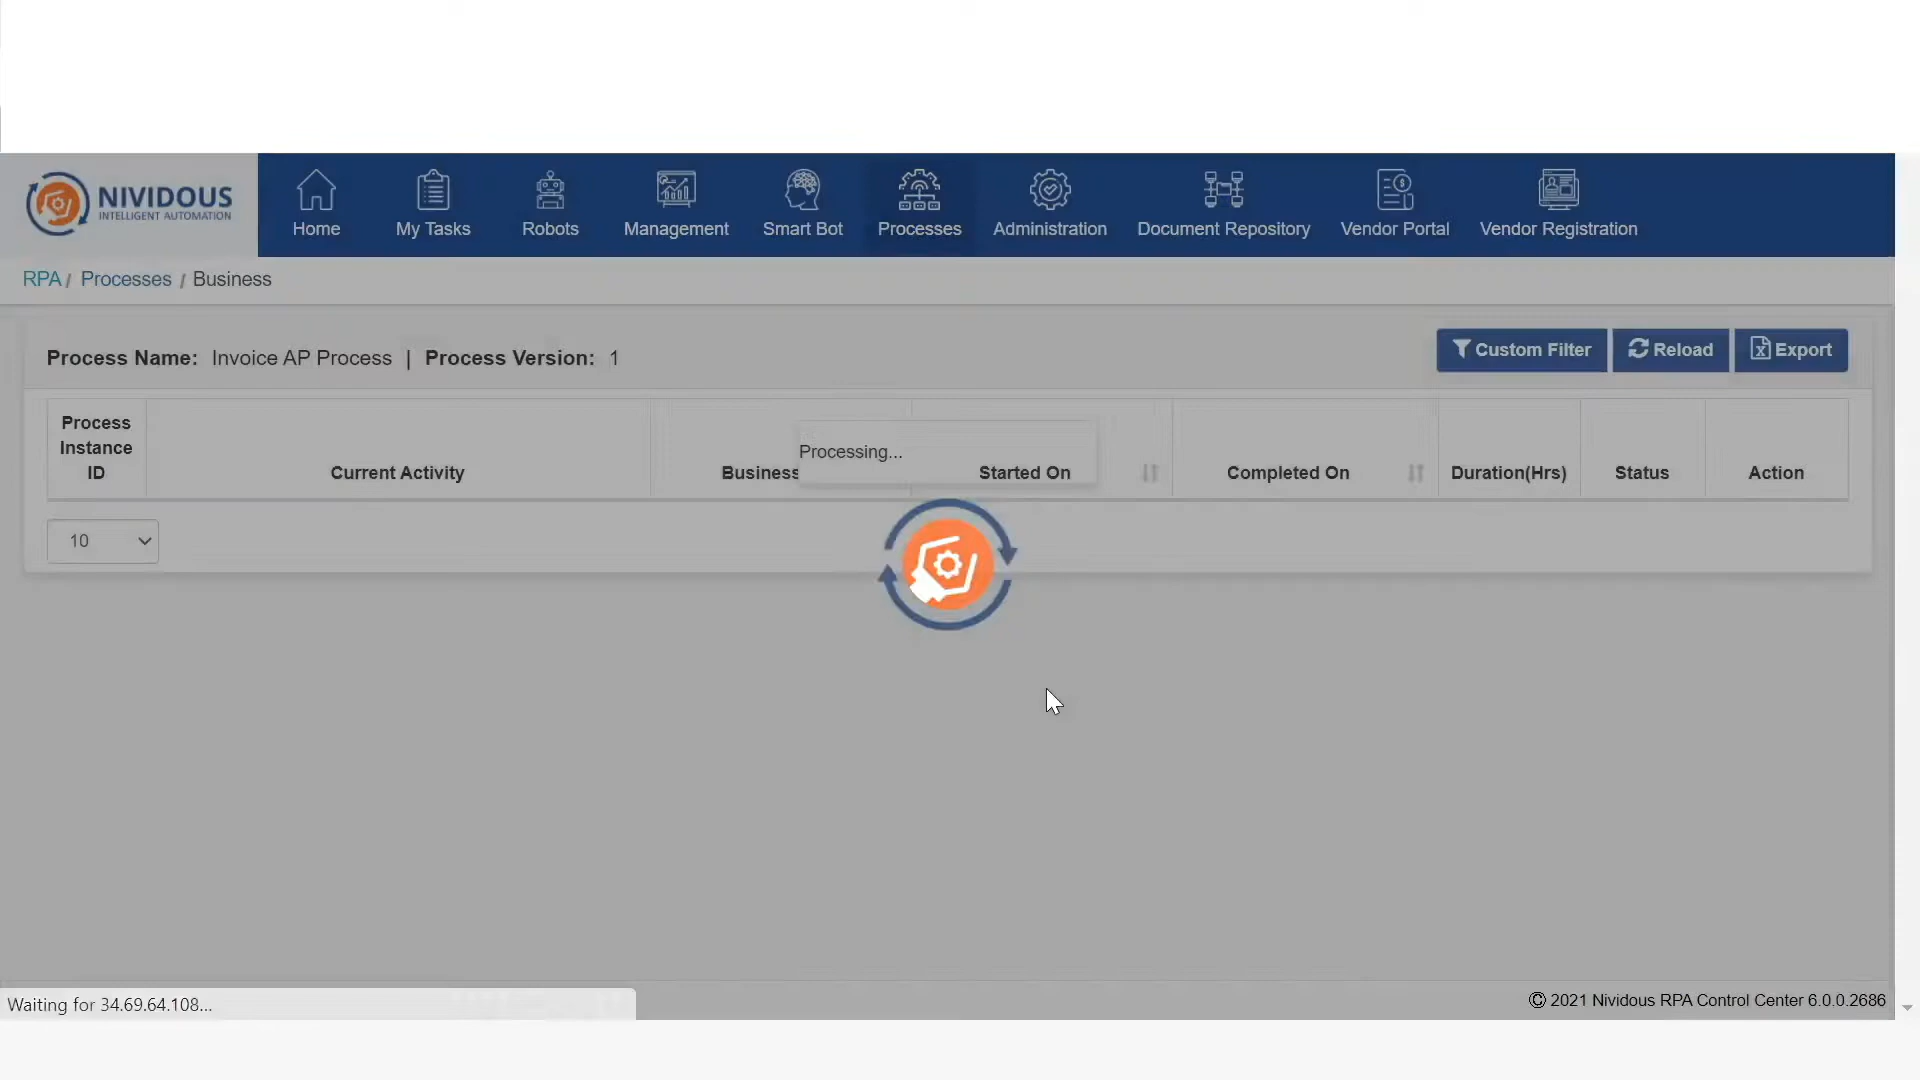 NIVIDOUS
INTELLIGENT AUTOMATION
Home
My Tasks
Robots
Management
Smart Bot
Processes
Administration
Document Repository
Vendor Portal
Vendor Registration
RPA / Processes / Business
Process Name: Invoice AP Process | Process Version: 1
Custom Filter
Reload
Export
Process
Instance
ID
Current Activity
Business
Processing...
Started On
Completed On
Duration(Hrs)
Status
Action
10
Waiting for 34.69.64.108...
© 2021 Nividous RPA Control Center 6.0.0.2686